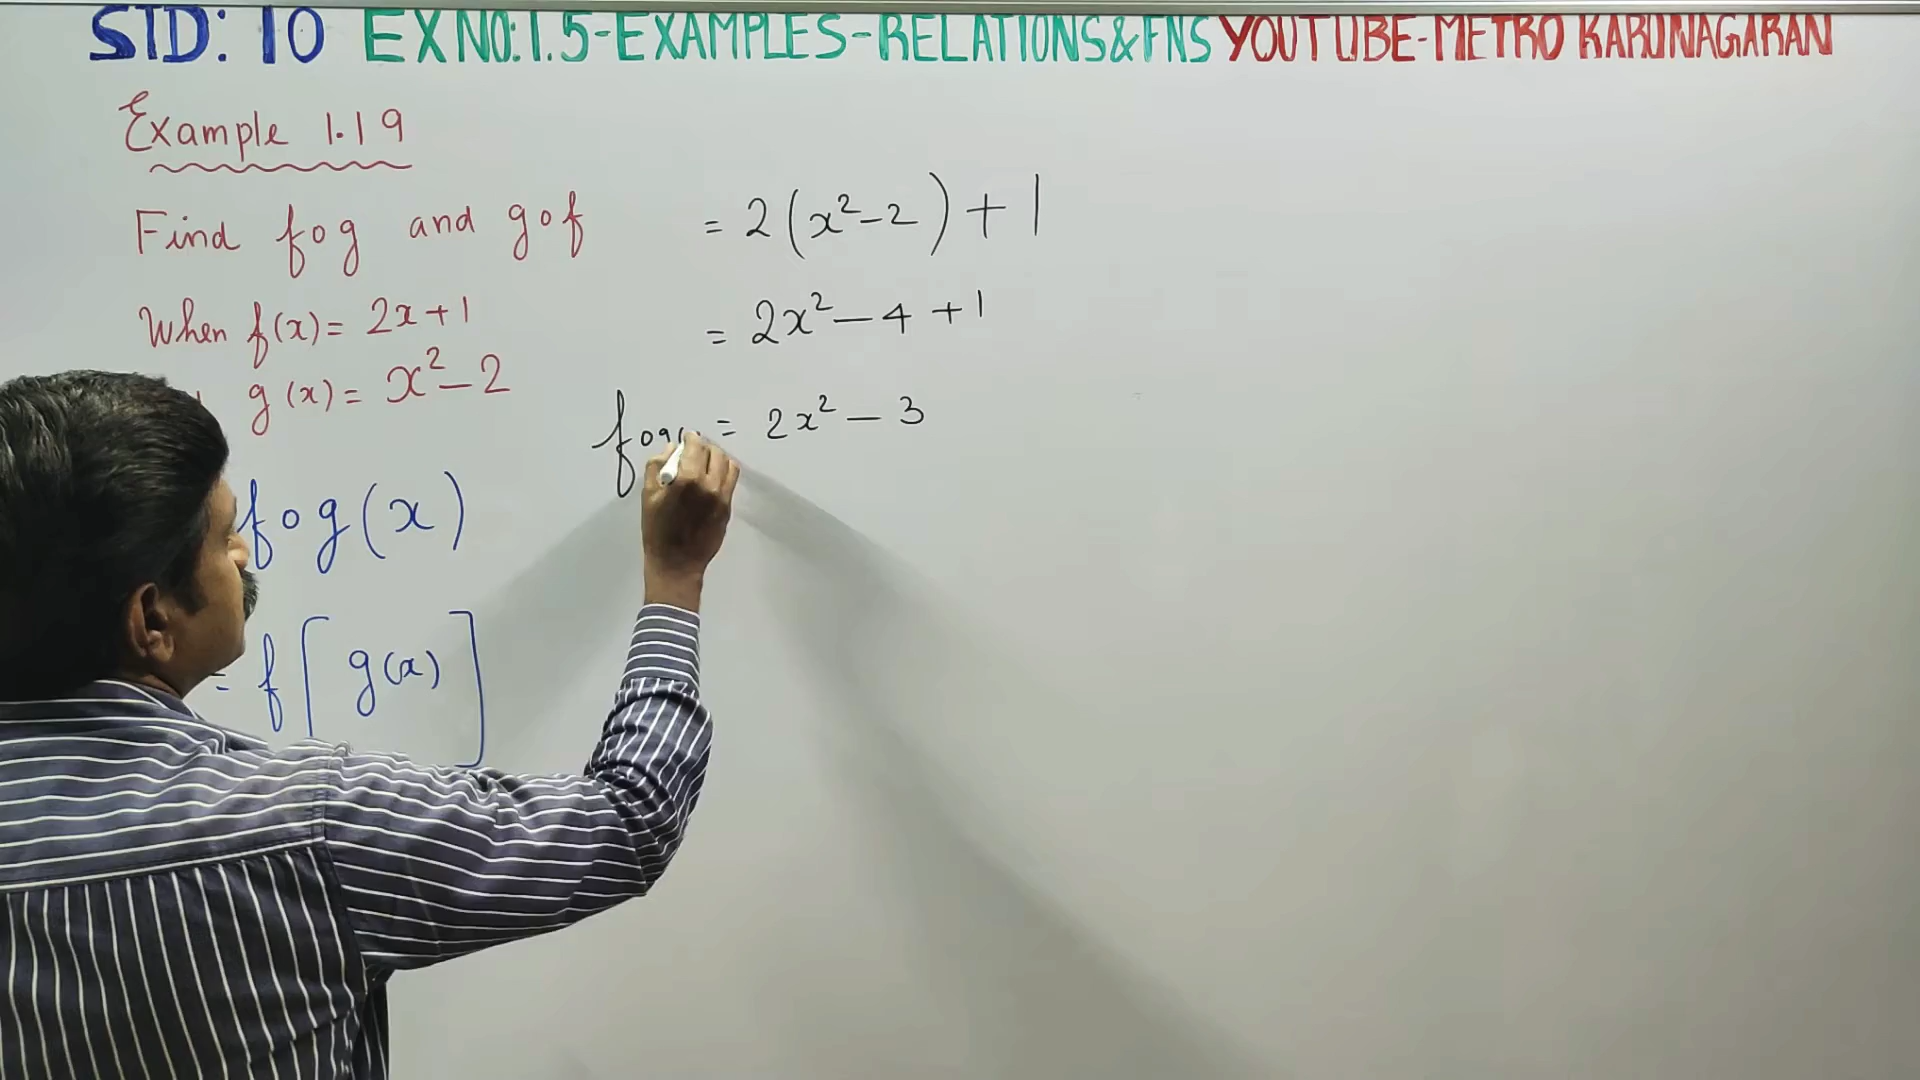 STD: 10 EX NO:1.5-EXAMPLES-RELATIONS&FNS YOUTUBE-METRO KARUNAGARAN
Example 1.19
Find fog and gof
When f(x)= 2x+1
g(x)= x²-2
fog(x)
= f[g(x)]
= 2(x²-2)+1
= 2x²-4+1
fog( = 2x²-3